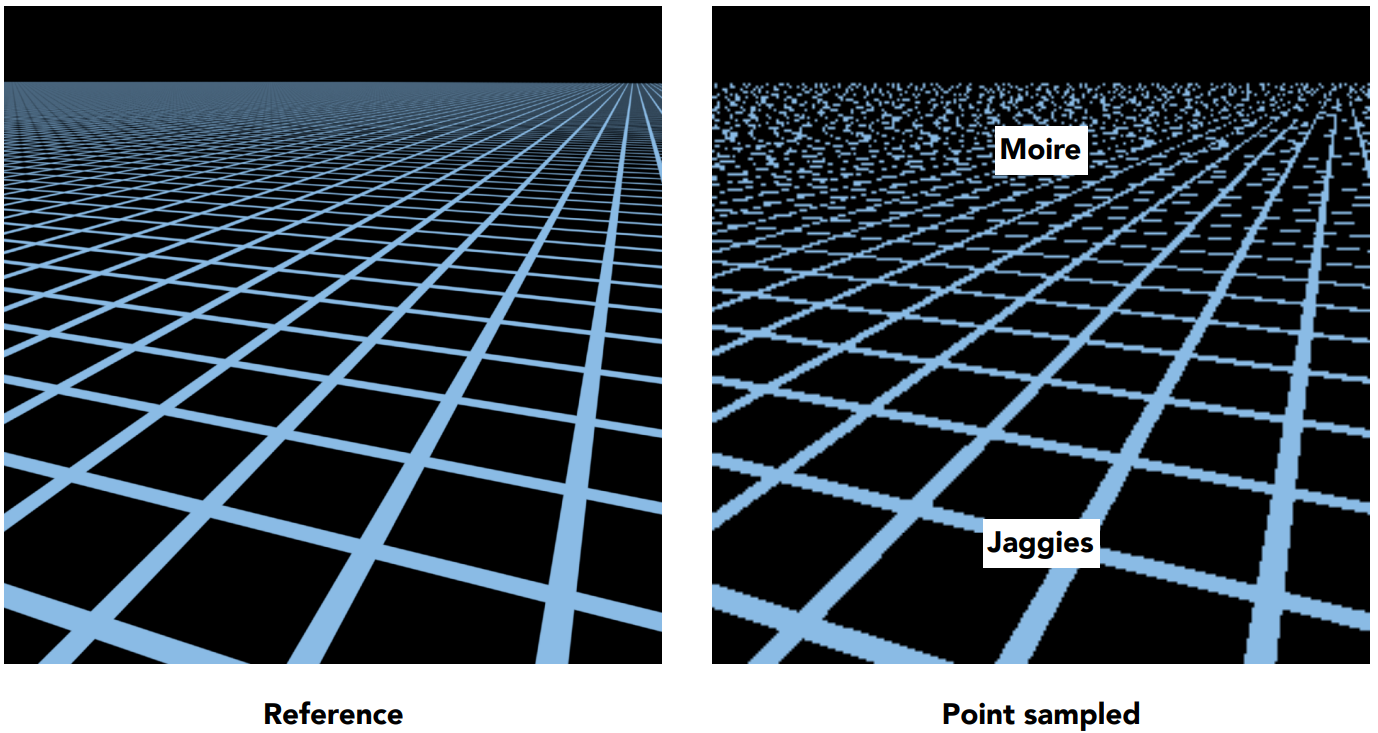 Moire
Jaggies
Reference
Point sampled